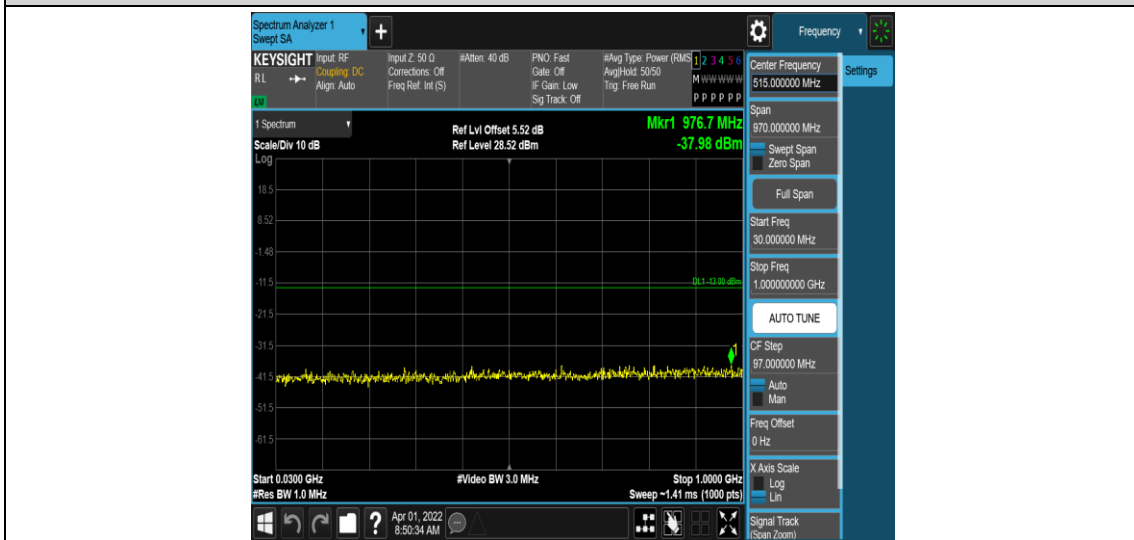 Spectrum Analyzer 1
Swept SA
Frequency
KEYSIGHT
RL
LXI
Input: RF
Coupling: DC
Align: Auto
Input Z: 50 Ω
Corrections: Off
Freq Ref: Int (S)
#Atten: 40 dB
PNO: Fast
Gate: Off
IF Gain: Low
Sig Track: Off
#Avg Type: Power (RMS
Avg|Hold: 50/50
Trig: Free Run
1 2 3 4 5 6
M W W W W W
P P P P P P
1 Spectrum
Scale/Div 10 dB
Ref Lvl Offset 5.52 dB
Ref Level 28.52 dBm
Mkr1 976.7 MHz
-37.98 dBm
Log
18.5
8.52
-1.48
-11.5
DL1 -13.00 dBm
-21.5
-31.5
1
-41.5
-51.5
-61.5
Start 0.0300 GHz
#Res BW 1.0 MHz
#Video BW 3.0 MHz
Stop 1.0000 GHz
Sweep ~1.41 ms (1000 pts)
Apr 01, 2022
8:50:34 AM
Center Frequency
515.000000 MHz
Settings
Span
970.000000 MHz
Swept Span
Zero Span
Full Span
Start Freq
30.000000 MHz
Stop Freq
1.000000000 GHz
AUTO TUNE
CF Step
97.000000 MHz
Auto
Man
Freq Offset
0 Hz
X Axis Scale
Log
Lin
Signal Track
(Span Zoom)